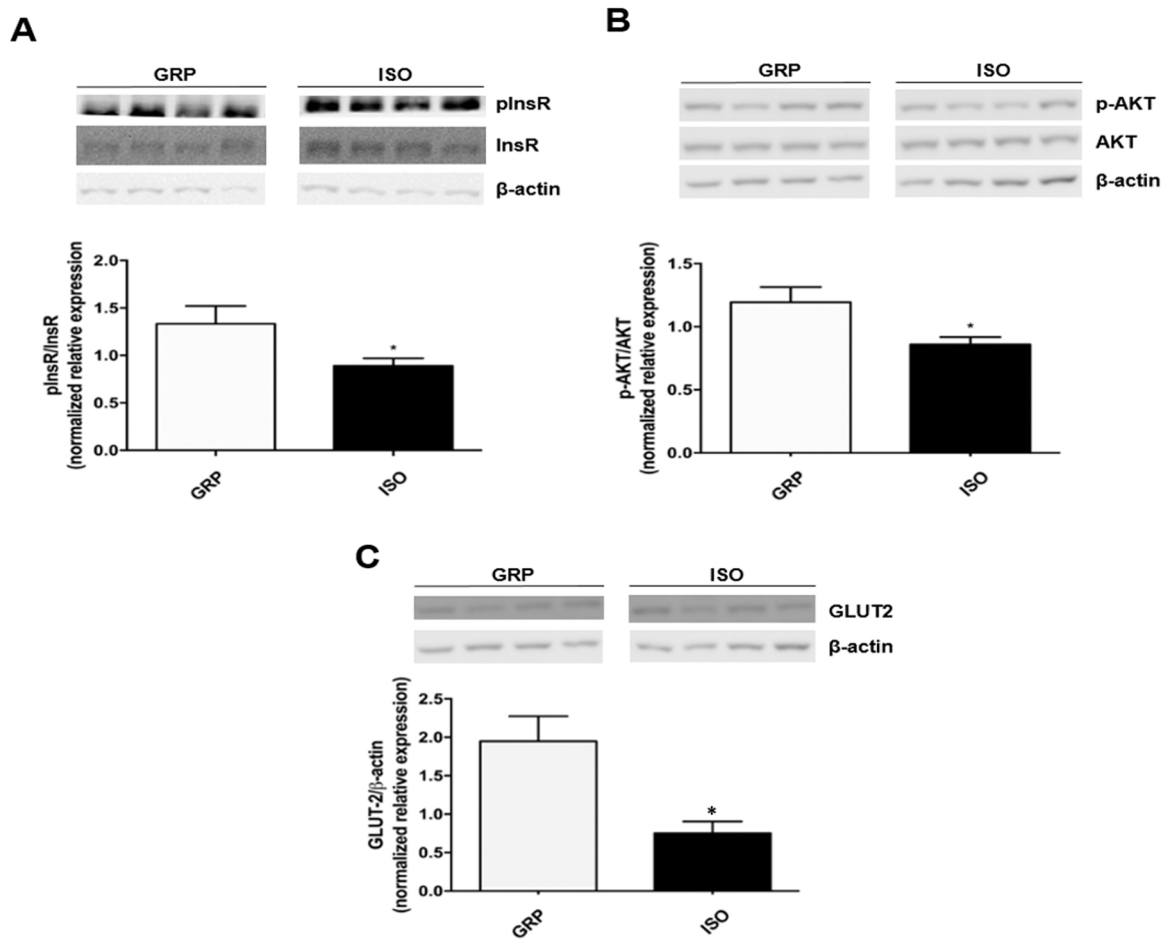 A
GRP ISO
pInsR
InsR
β-actin
pInsR/InsR
(normalized relative expression)
2.0
1.5
1.0
0.5
0.0
*
GRP ISO
B
GRP ISO
p-AKT
AKT
β-actin
p-AKT/AKT
(normalized relative expression)
1.5
1.0
0.5
0.0
*
GRP ISO
C
GRP ISO
GLUT2
β-actin
GLUT-2/β-actin
(normalized relative expression)
2.5
2.0
1.5
1.0
0.5
0.0
*
GRP ISO